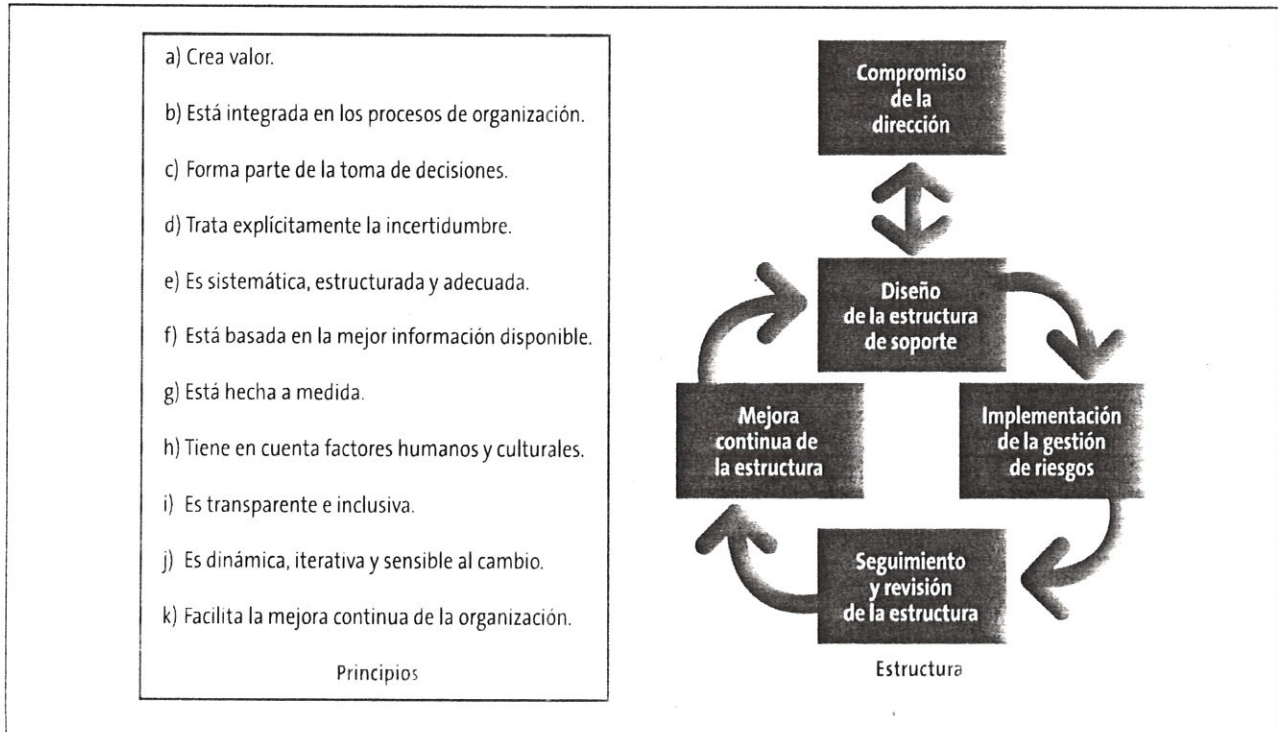 a) Crea valor.
b) Está integrada en los procesos de organización.
c) Forma parte de la toma de decisiones.
d) Trata explícitamente la incertidumbre.
e) Es sistemática, estructurada y adecuada.
f) Está basada en la mejor información disponible.
g) Está hecha a medida.
h) Tiene en cuenta factores humanos y culturales.
i) Es transparente e inclusiva.
j) Es dinámica, iterativa y sensible al cambio.
k) Facilita la mejora continua de la organización.
Principios
Compromiso
de la
dirección
Diseño
de la estructura
de soporte
Implementación
de la gestión
de riesgos
Seguimiento
y revisión
de la estructura
Mejora
continua de
la estructura
Estructura